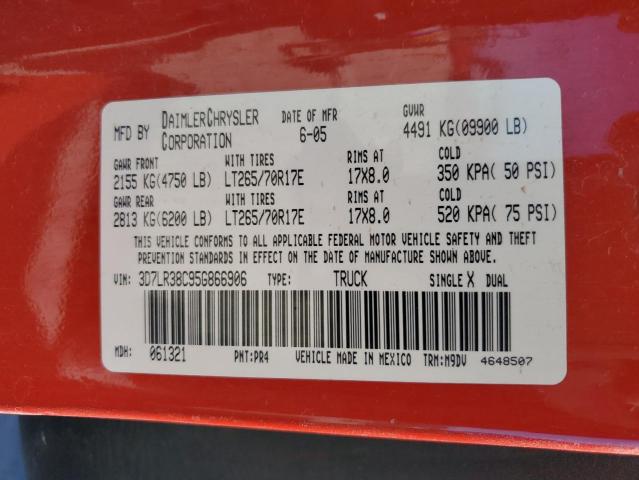 MFD BY DAIMLERCHRYSLER CORPORATION DATE OF MFR 6-05 GVWR 4491 KG(09900 LB)
GAWR FRONT WITH TIRES RIMS AT COLD
2155 KG(4750 LB) LT265/70R17E 17X8.0 350 KPA( 50 PSI)
GAWR REAR WITH TIRES RIMS AT COLD
2813 KG(6200 LB) LT265/70R17E 17X8.0 520 KPA( 75 PSI)
THIS VEHICLE CONFORMS TO ALL APPLICABLE FEDERAL MOTOR VEHICLE SAFETY AND THEFT
PREVENTION STANDARDS IN EFFECT ON THE DATE OF MANUFACTURE SHOWN ABOVE.
VIN: 3D7LR38C95G866906 TYPE: TRUCK SINGLE X DUAL
MDH: 061321 PNT:PR4 VEHICLE MADE IN MEXICO TRM:M9DV 4648507